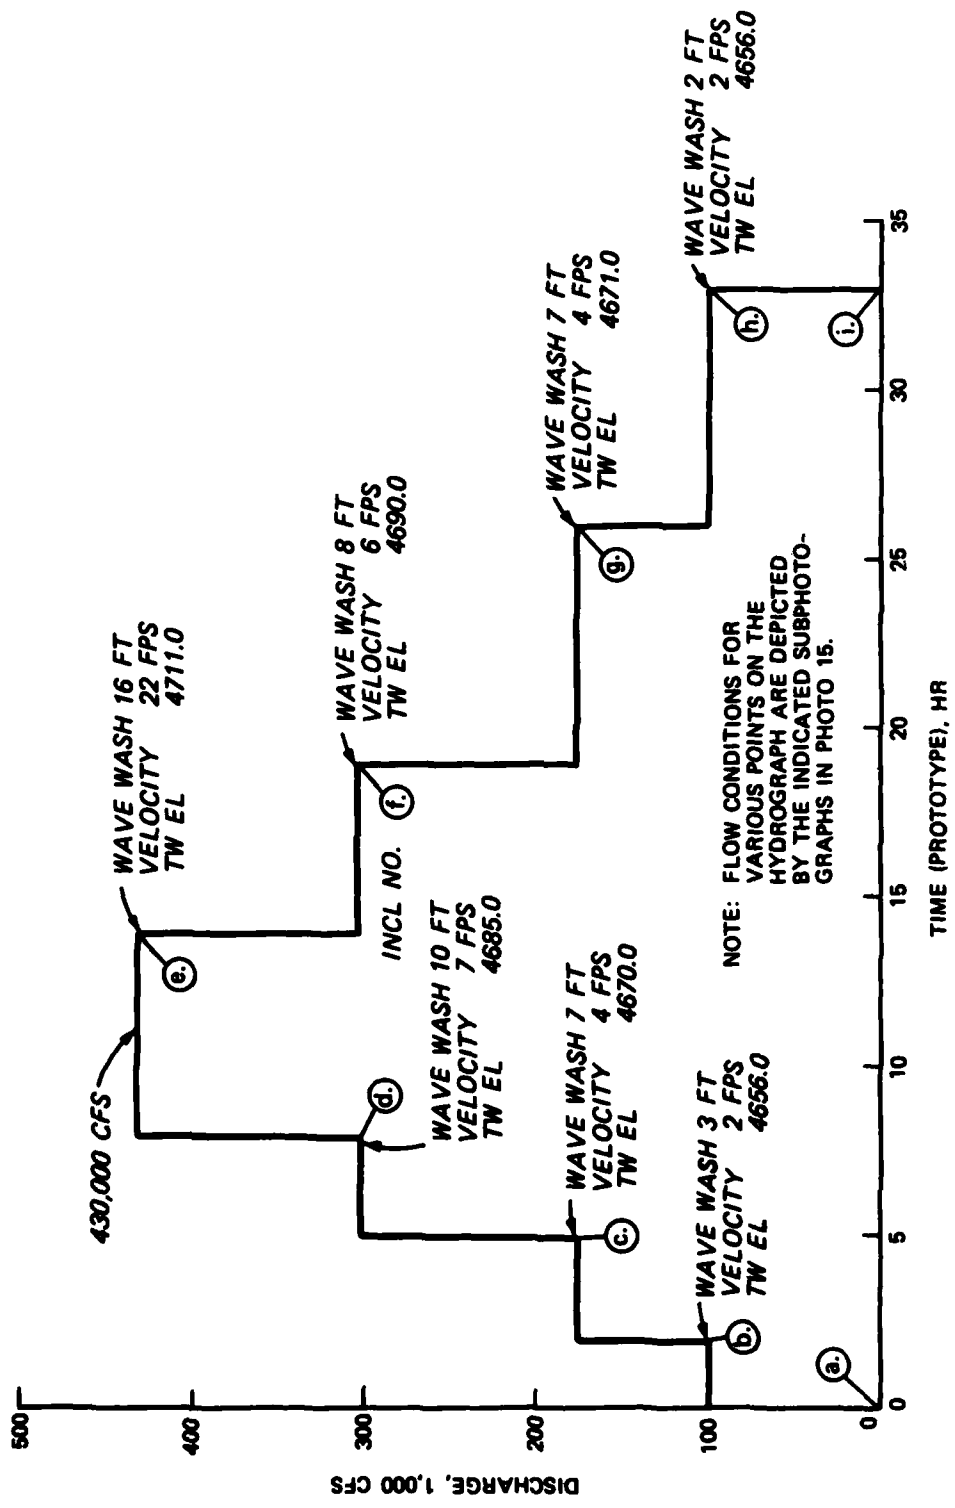 430,000 CFS
WAVE WASH 16 FT
VELOCITY 22 FPS
TW EL 4711.0
e.
WAVE WASH 8 FT
VELOCITY 6 FPS
TW EL 4690.0
f.
INCL NO.
d.
WAVE WASH 10 FT
VELOCITY 7 FPS
TW EL 4685.0
WAVE WASH 7 FT
VELOCITY 4 FPS
TW EL 4671.0
g.
WAVE WASH 7 FT
VELOCITY 4 FPS
TW EL 4670.0
c.
WAVE WASH 3 FT
VELOCITY 2 FPS
TW EL 4656.0
b.
WAVE WASH 2 FT
VELOCITY 2 FPS
TW EL 4656.0
h.
i.
a.
NOTE: FLOW CONDITIONS FOR
VARIOUS POINTS ON THE
HYDROGRAPH ARE DEPICTED
BY THE INDICATED SUBPHOTO-
GRAPHS IN PHOTO 15.
500
400
300
200
100
0
DISCHARGE, 1,000 CFS
0 5 10 15 20 25 30 35
TIME (PROTOTYPE), HR